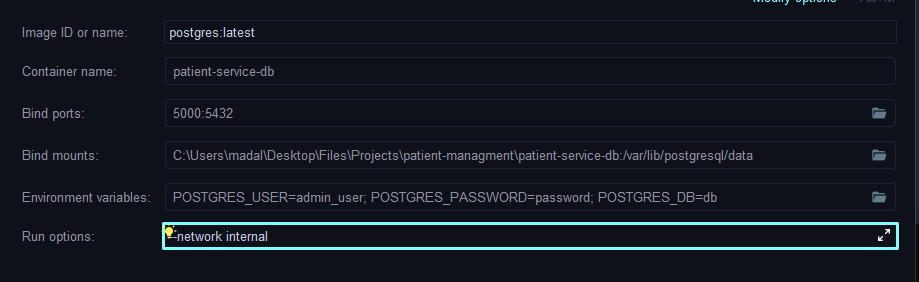 Modify options Alt+M
Image ID or name: postgres:latest
Container name: patient-service-db
Bind ports: 5000:5432
Bind mounts: C:\Users\madal\Desktop\Files\Projects\patient-managment\patient-service-db:/var/lib/postgresql/data
Environment variables: POSTGRES_USER=admin_user; POSTGRES_PASSWORD=password; POSTGRES_DB=db
Run options: --network internal